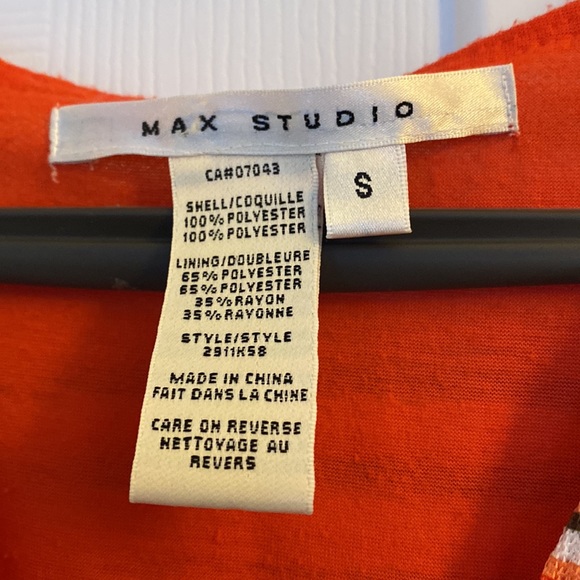 MAX STUDIO
S
CA#07043
SHELL/COQUILLE
100% POLYESTER
100% POLYESTER
LINING/DOUBLEURE
65% POLYESTER
65% POLYESTER
35% RAYON
35% RAYONNE
STYLE/STYLE
2911K58
MADE IN CHINA
FAIT DANS LA CHINE
CARE ON REVERSE
NETTOYAGE AU
REVERS